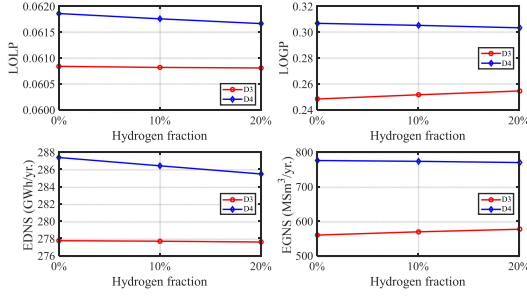 0.0620
0.0615
0.0610
0.0605
0.0600
LOLP
D3
D4
0%
10%
20%
Hydrogen fraction
0.32
0.30
0.28
0.26
0.24
LOGP
D3
D4
0%
10%
20%
Hydrogen fraction
288
286
284
282
280
278
276
EDNS (GWh/yr.)
D3
D4
0%
10%
20%
Hydrogen fraction
800
700
600
500
EGNS (MSm³/yr.)
D3
D4
0%
10%
20%
Hydrogen fraction